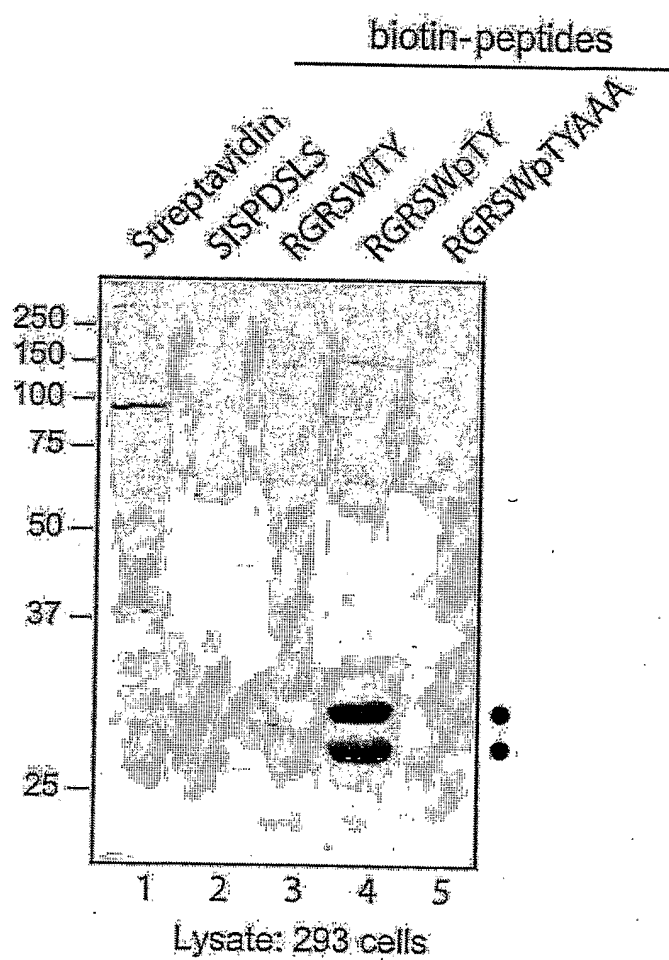 biotin-peptides
Streptavidin
SISPDSLS
RGRSWTY
RGRSWpTY
RGRSWpTYAAA
250
150
100
75
50
37
25
1 2 3 4 5
Lysate: 293 cells